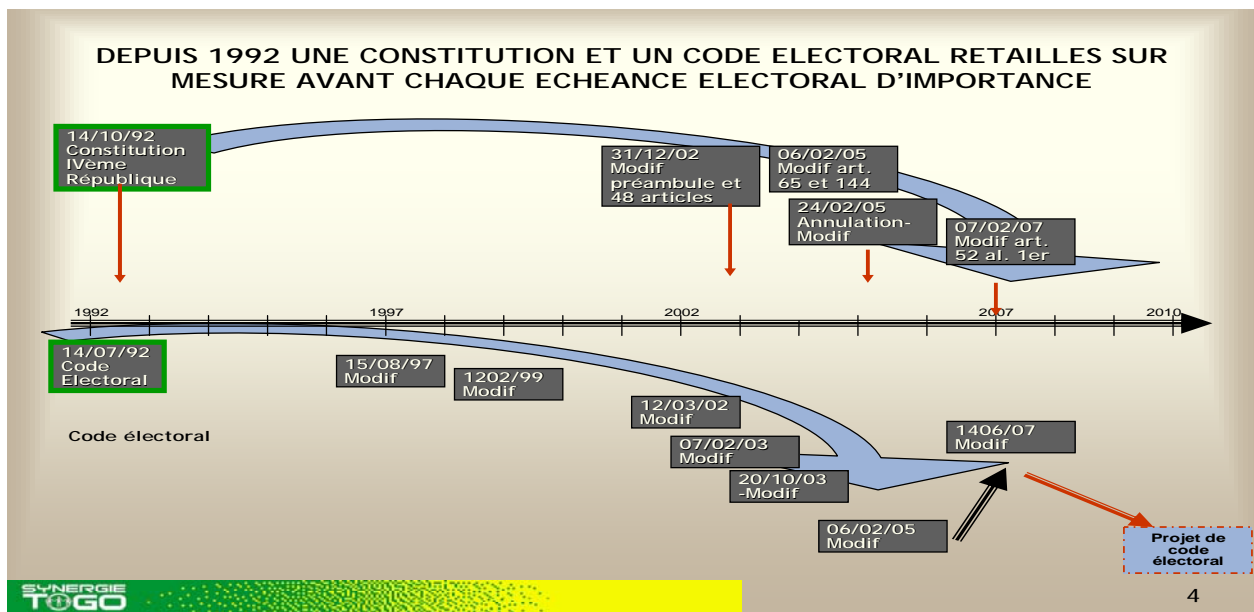 DEPUIS 1992 UNE CONSTITUTION ET UN CODE ELECTORAL RETAILLES SUR
MESURE AVANT CHAQUE ECHEANCE ELECTORAL D'IMPORTANCE
14/10/92
Constitution
IVème
République
31/12/02
Modif
préambule et
48 articles
06/02/05
Modif art.
65 et 144
24/02/05
Annulation-
Modif
07/02/07
Modif art.
52 al. 1er
1992
1997
2002
2007
2010
14/07/92
Code
Electoral
15/08/97
Modif
1202/99
Modif
12/03/02
Modif
07/02/03
Modif
20/10/03
-Modif
06/02/05
Modif
1406/07
Modif
Code électoral
Projet de
code
électoral
SYNERGIE
TOGO
4